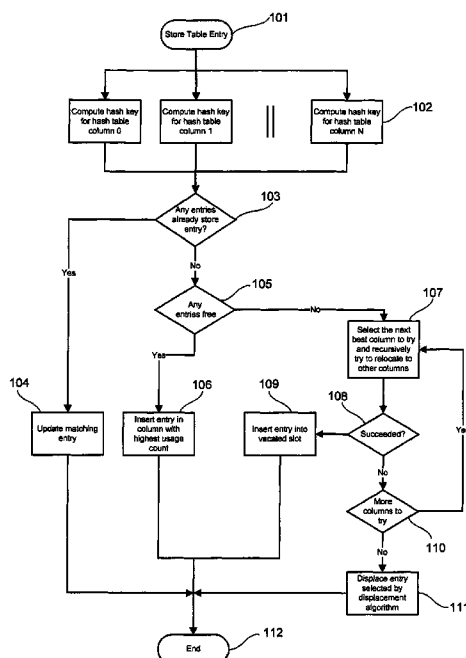 101
Store Table Entry
Compute hash key
for hash table
column 0
Compute hash key
for hash table
column 1
Compute hash key
for hash table
column N
102
103
Any entries
already store
entry?
Yes
No
105
Any
entries free
No
107
Select the next
best column to try
and recursively
try to relocate to
other columns
Yes
104
Update matching
entry
106
Insert entry in
column with
highest usage
count
109
Insert entry into
vacated slot
108
Succeeded?
Yes
No
More
columns to
try
110
No
Displace entry
selected by
displacement
algorithm
111
End
112